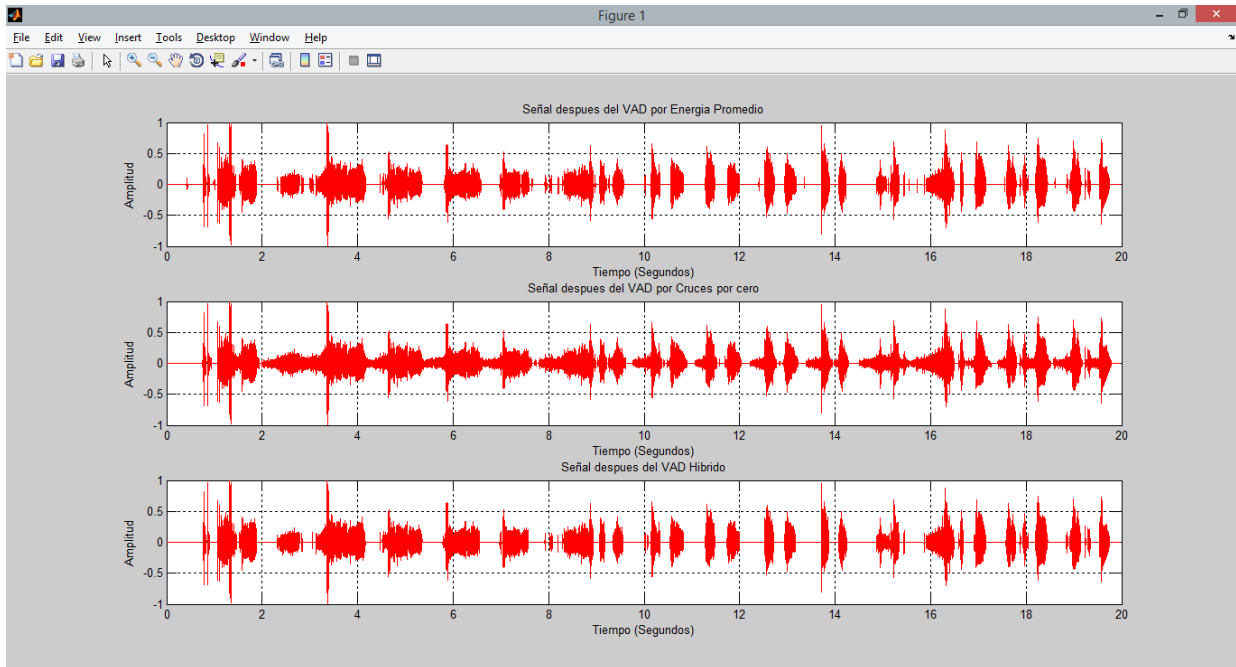 Figure 1
File Edit View Insert Tools Desktop Window Help
Señal despues del VAD por Energia Promedio
Amplitud
1
0.5
0
-0.5
-1
0 2 4 6 8 10 12 14 16 18 20
Tiempo (Segundos)
Señal despues del VAD por Cruces por cero
Amplitud
1
0.5
0
-0.5
-1
0 2 4 6 8 10 12 14 16 18 20
Tiempo (Segundos)
Señal despues del VAD Hibrido
Amplitud
1
0.5
0
-0.5
-1
0 2 4 6 8 10 12 14 16 18 20
Tiempo (Segundos)